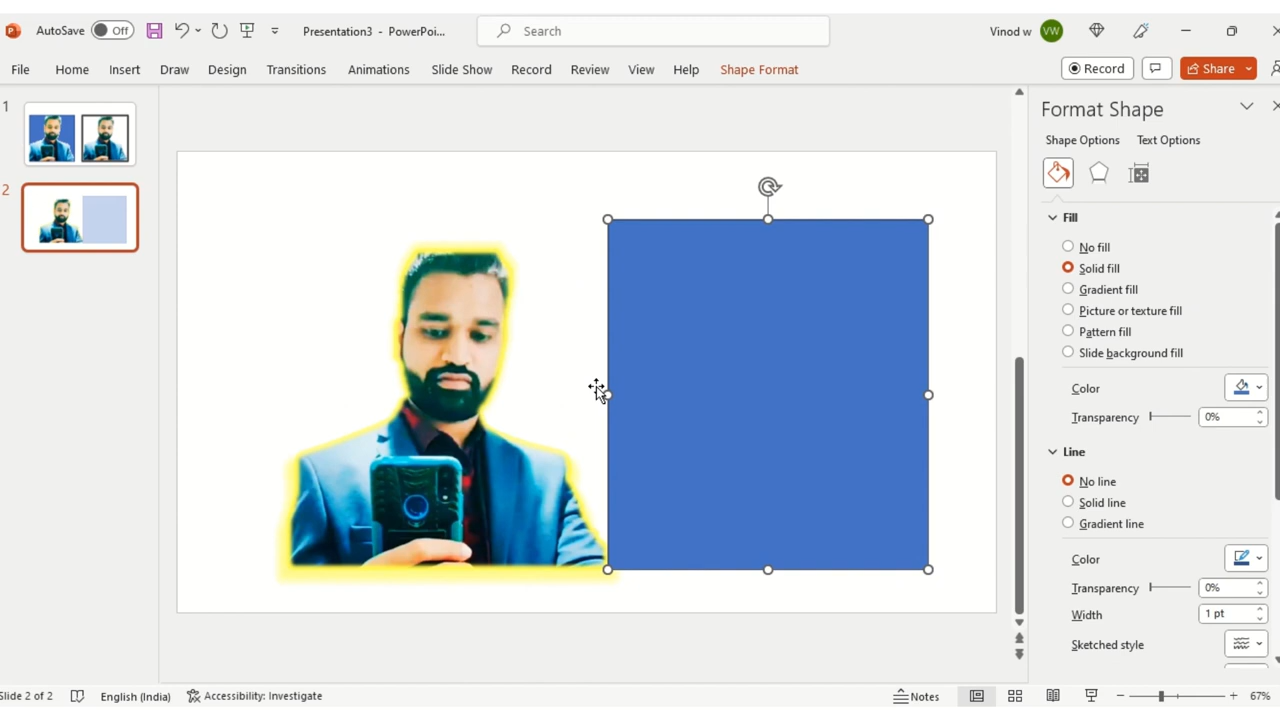 AutoSave Off Presentation3 - PowerPoi... Search Vinod w VW
File Home Insert Draw Design Transitions Animations Slide Show Record Review View Help Shape Format Record Share
1
2
Format Shape
Shape Options Text Options
Fill
No fill
Solid fill
Gradient fill
Picture or texture fill
Pattern fill
Slide background fill
Color
Transparency 0%
Line
No line
Solid line
Gradient line
Color
Transparency 0%
Width 1 pt
Sketched style
Slide 2 of 2 English (India) Accessibility: Investigate Notes 67%